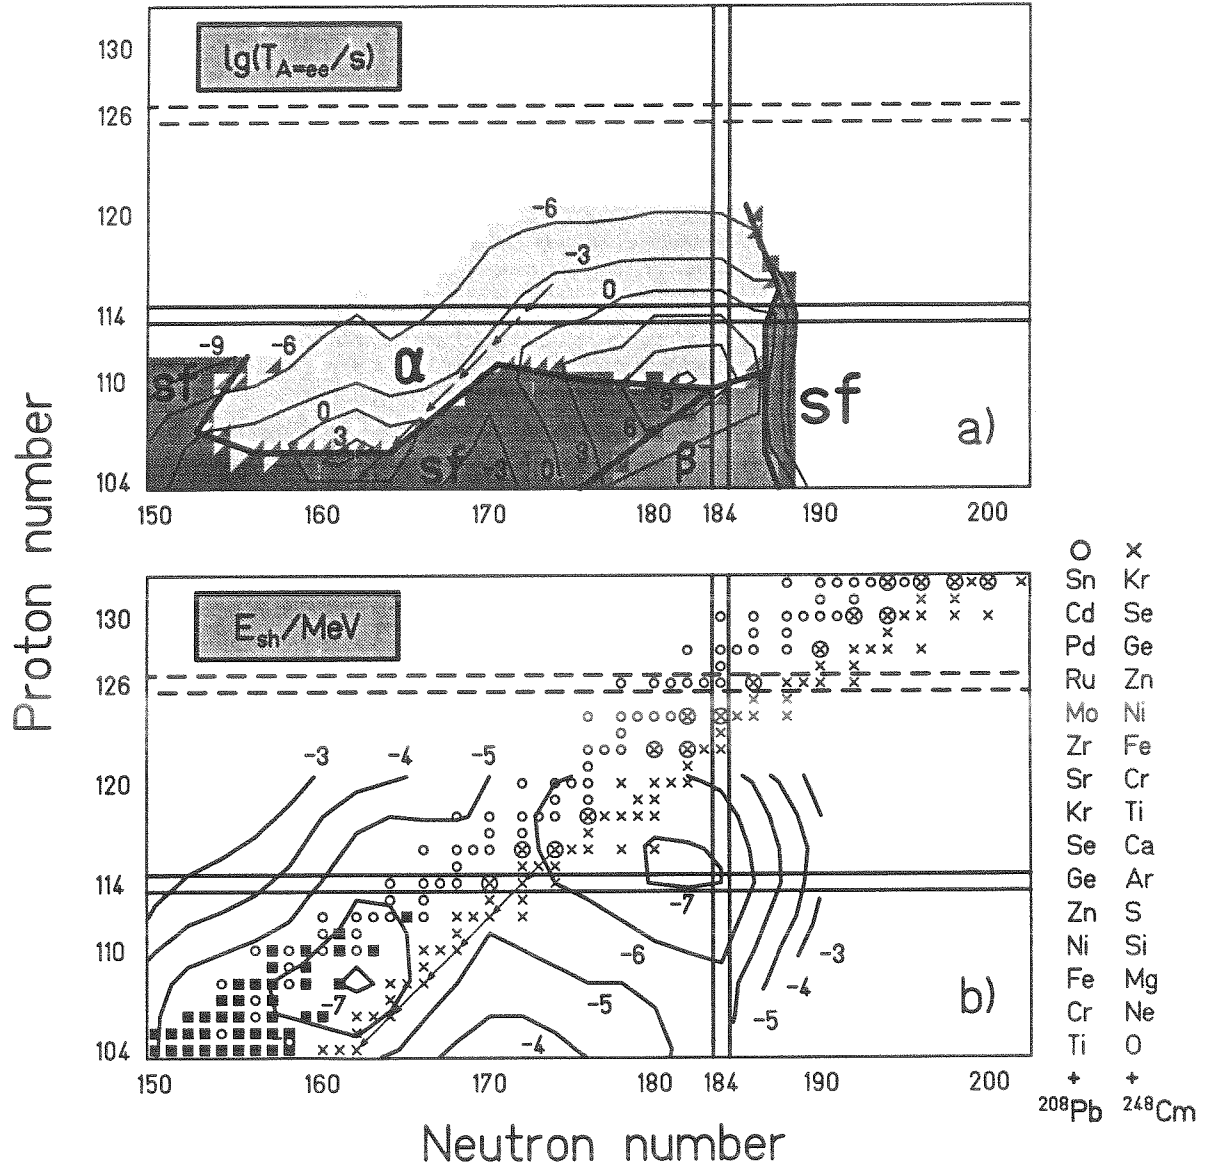 Proton number
130
126
120
114
110
104
lg(T_A=ee/s)
-6
-3
0
-9
-6
sf
α
0
3
sf
-3
0
3
6
9
β⁻
sf
a)
150 160 170 180 184 190 200
130
126
120
114
110
104
E_sh/MeV
-3
-4
-5
-7
-6
-7
-5
-4
-3
-4
-5
b)
150 160 170 180 184 190 200
Neutron number
O ×
Sn Kr
Cd Se
Pd Ge
Ru Zn
Mo Ni
Zr Fe
Sr Cr
Kr Ti
Se Ca
Ge Ar
Zn S
Ni Si
Fe Mg
Cr Ne
Ti O
+ +
²⁰⁸Pb ²⁴⁸Cm